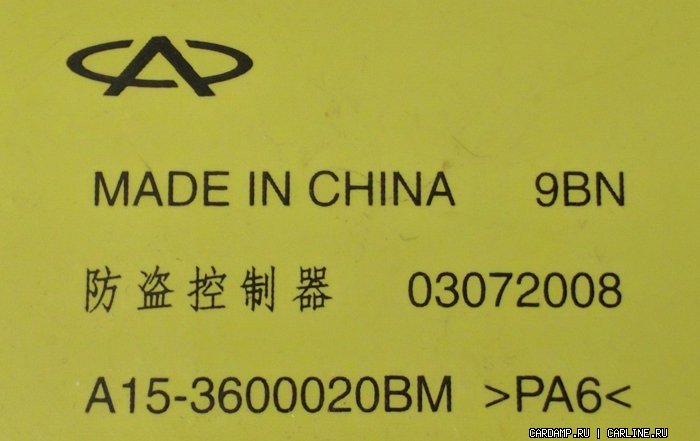 MADE IN CHINA 9BN
防盗控制器 03072008
A15-3600020BM >PA6<
CARDAMP.RU | CARLINE.RU